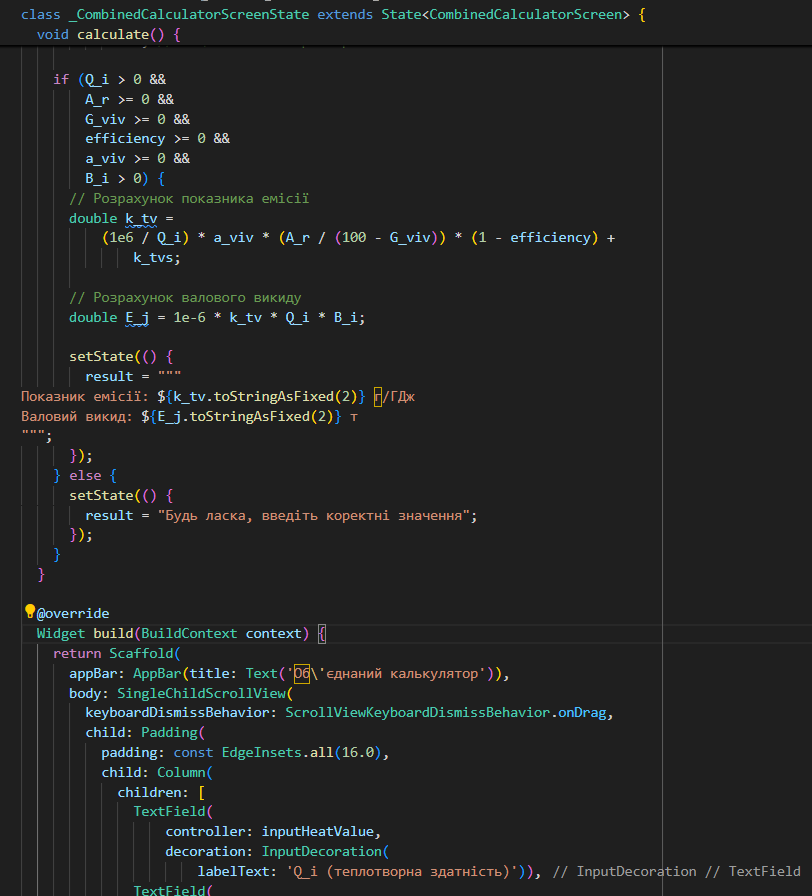 class _CombinedCalculatorScreenState extends State<CombinedCalculatorScreen> {
void calculate() {
if (Q_i > 0 &&
A_r >= 0 &&
G_viv >= 0 &&
efficiency >= 0 &&
a_viv >= 0 &&
B_i > 0) {
// Розрахунок показника емісії
double k_tv =
(1e6 / Q_i) * a_viv * (A_r / (100 - G_viv)) * (1 - efficiency) +
k_tvs;
// Розрахунок валового викиду
double E_j = 1e-6 * k_tv * Q_i * B_i;
setState(() {
result = """
Показник емісії: ${k_tv.toStringAsFixed(2)} г/ГДж
Валовий викид: ${E_j.toStringAsFixed(2)} т
""";
});
} else {
setState(() {
result = "Будь ласка, введіть коректні значення";
});
}
}
@override
Widget build(BuildContext context) {
return Scaffold(
appBar: AppBar(title: Text('Об\'єднаний калькулятор')),
body: SingleChildScrollView(
keyboardDismissBehavior: ScrollViewKeyboardDismissBehavior.onDrag,
child: Padding(
padding: const EdgeInsets.all(16.0),
child: Column(
children: [
TextField(
controller: inputHeatValue,
decoration: InputDecoration(
labelText: 'Q_i (теплотворна здатність)')), // InputDecoration // TextField
TextField(